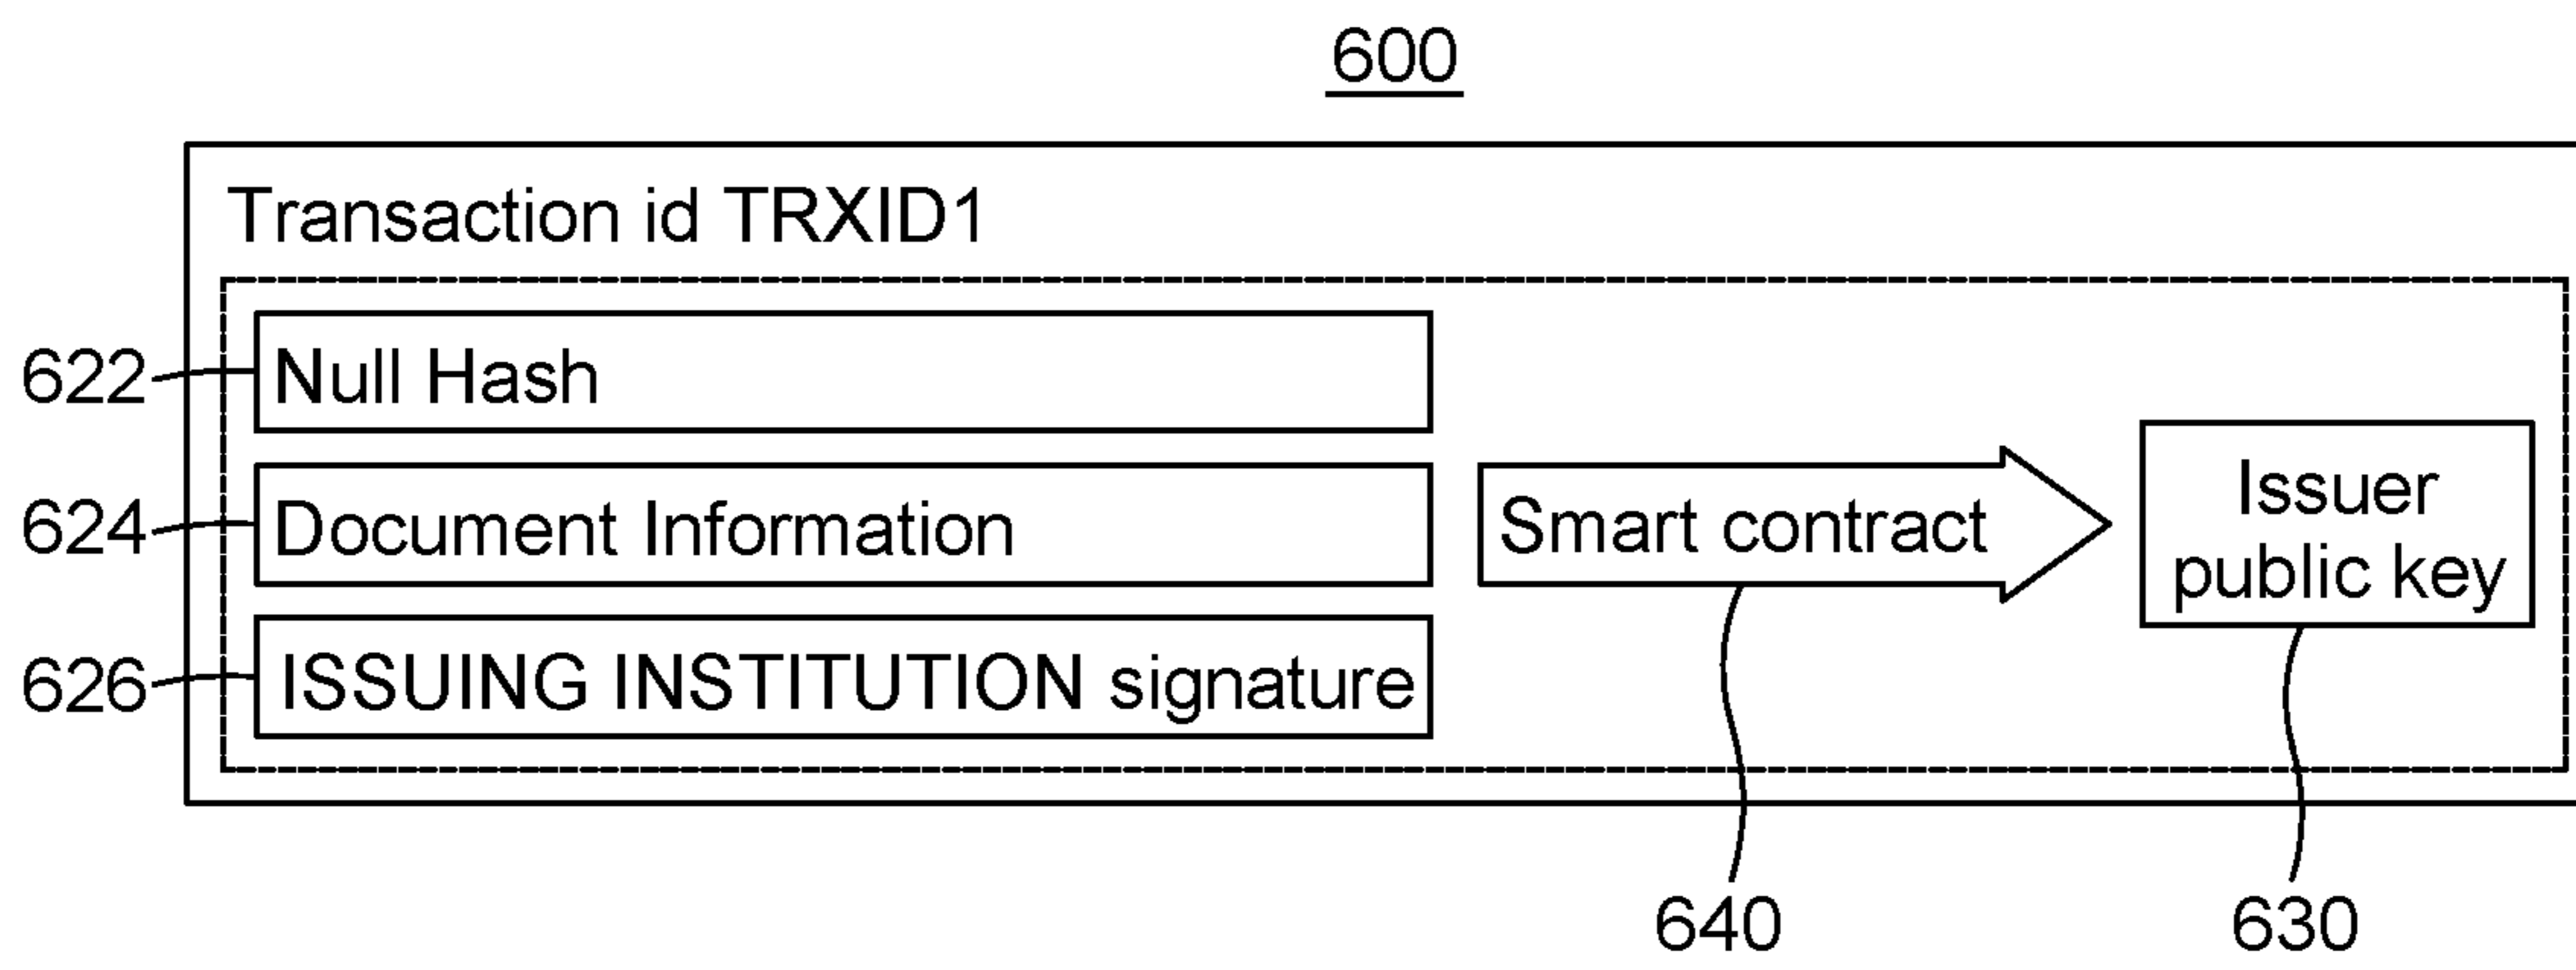 600
Transaction id TRXID1
622
Null Hash
624
Document Information
Smart contract
Issuer
public key
626
ISSUING INSTITUTION signature
640
630